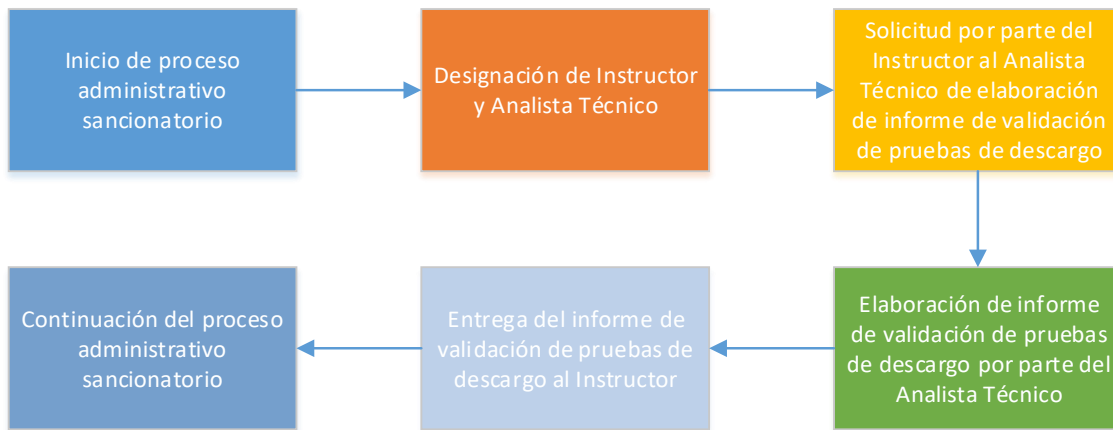 Inicio de proceso
administrativo
sancionatorio
Designación de Instructor
y Analista Técnico
Solicitud por parte del
Instructor al Analista
Técnico de elaboración
de informe de validación
de pruebas de descargo
Elaboración de informe
de validación de pruebas
de descargo por parte del
Analista Técnico
Entrega del informe de
validación de pruebas de
descargo al Instructor
Continuación del proceso
administrativo
sancionatorio